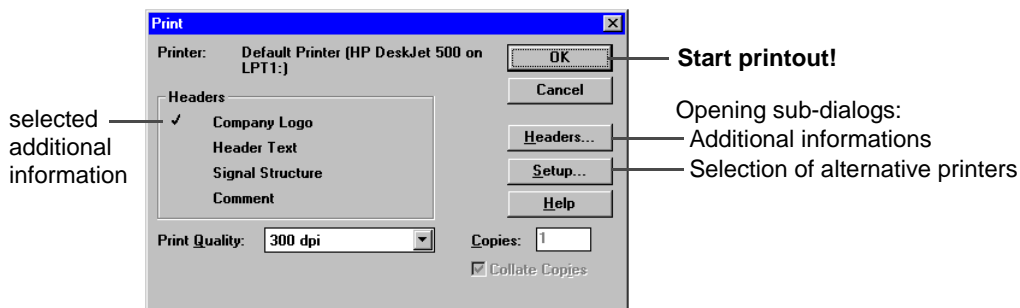 Print
Printer: Default Printer (HP DeskJet 500 on
LPT1:)
OK
Start printout!
Cancel
Headers
selected
additional
information
✓ Company Logo
Header Text
Signal Structure
Comment
Opening sub-dialogs:
Headers...
Additional informations
Setup...
Selection of alternative printers
Help
Print Quality: 300 dpi
Copies: 1
Collate Copies